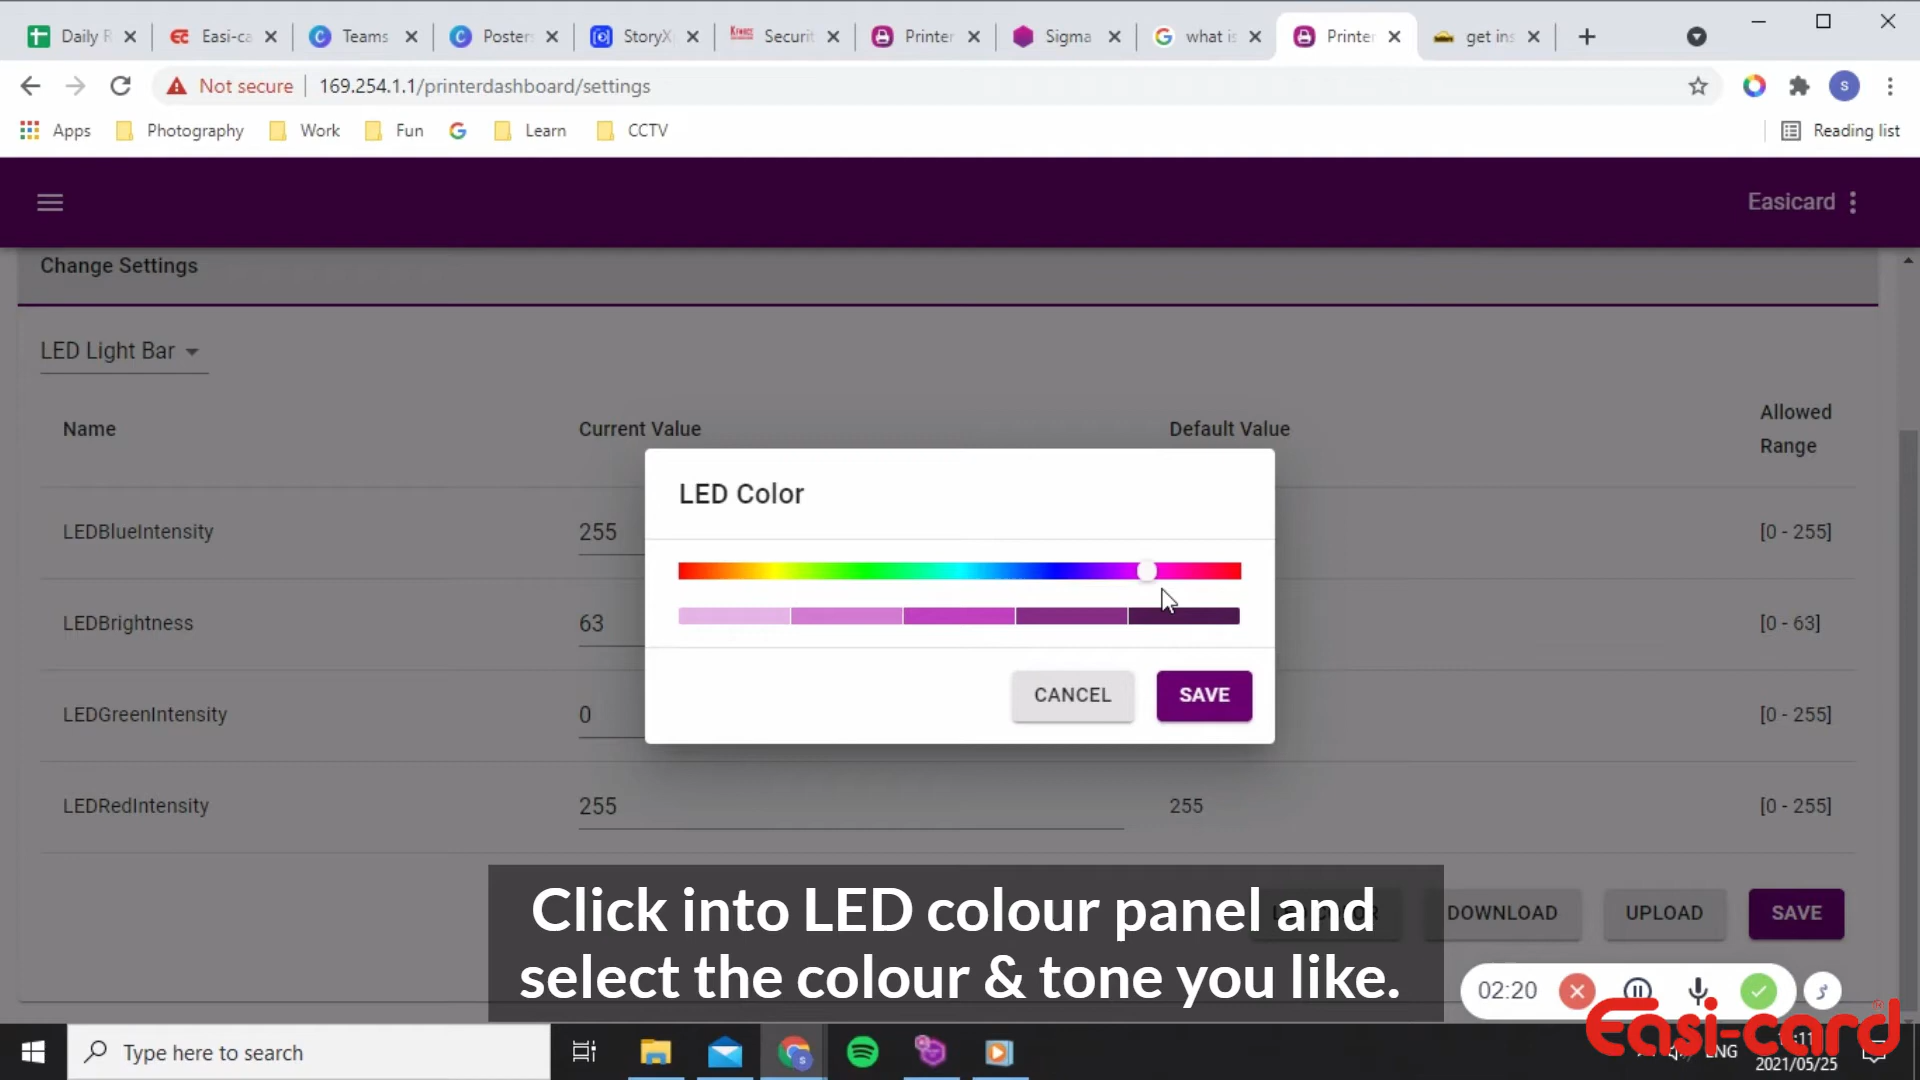 Daily R
Easi-ca
Teams
Poster
StoryX
Kronos Securit
Printer
Sigma
what is
Printer
get ins
Not secure 169.254.1.1/printerdashboard/settings
S
Apps Photography Work Fun Learn CCTV Reading list
Easicard
Change Settings
LED Light Bar
Name Current Value Default Value Allowed
Range
LEDBlueIntensity 255 [0 - 255]
LEDBrightness 63 [0 - 63]
LEDGreenIntensity 0 [0 - 255]
LEDRedIntensity 255 255 [0 - 255]
LED Color
CANCEL SAVE
DOWNLOAD UPLOAD SAVE
Click into LED colour panel and
select the colour & tone you like.
02:20
Easi-card®
Type here to search
ENG
2021/05/25